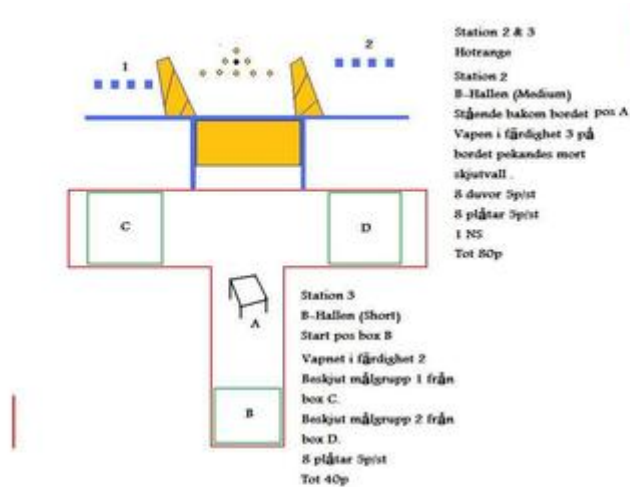 1
2
Station 2 & 3
Hotrange
Station 2
B-Hallen (Medium)
Stående bakom bordet pos A
Vapen i färdighet 3 på
bordet pekandes mort
skjutvall .
8 duvor 5p/st
8 plåtar 5p/st
1 NS
Tot 80p
C
D
A
B
Station 3
B-Hallen (Short)
Start pos box B
Vapnet i färdighet 2
Beskjut målgrupp 1 från
box C.
Beskjut målgrupp 2 från
box D.
8 plåtar 5p/st
Tot 40p